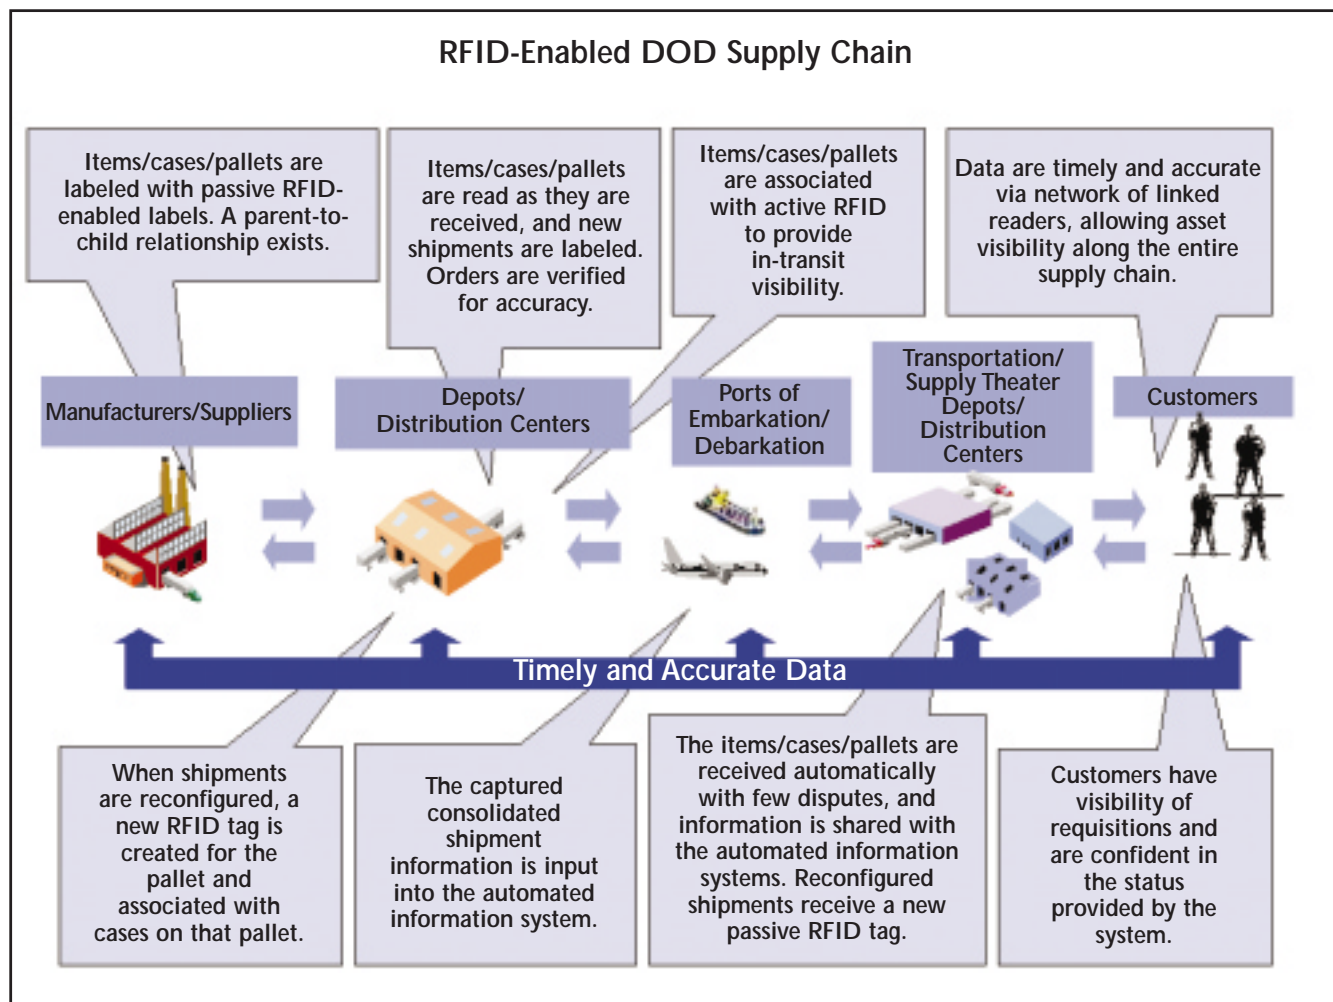 RFID-Enabled DOD Supply Chain
Items/cases/pallets are
labeled with passive RFID-
enabled labels. A parent-to-
child relationship exists.
Items/cases/pallets
are read as they are
received, and new
shipments are labeled.
Orders are verified
for accuracy.
Items/cases/pallets
are associated
with active RFID
to provide
in-transit
visibility.
Data are timely and accurate
via network of linked
readers, allowing asset
visibility along the entire
supply chain.
Manufacturers/Suppliers
Depots/
Distribution Centers
Ports of
Embarkation/
Debarkation
Transportation/
Supply Theater
Depots/
Distribution
Centers
Customers
Timely and Accurate Data
When shipments
are reconfigured, a
new RFID tag is
created for the
pallet and
associated with
cases on that pallet.
The captured
consolidated
shipment
information is input
into the automated
information system.
The items/cases/pallets are
received automatically
with few disputes, and
information is shared with
the automated information
systems. Reconfigured
shipments receive a new
passive RFID tag.
Customers have
visibility of
requisitions and
are confident in
the status
provided by the
system.